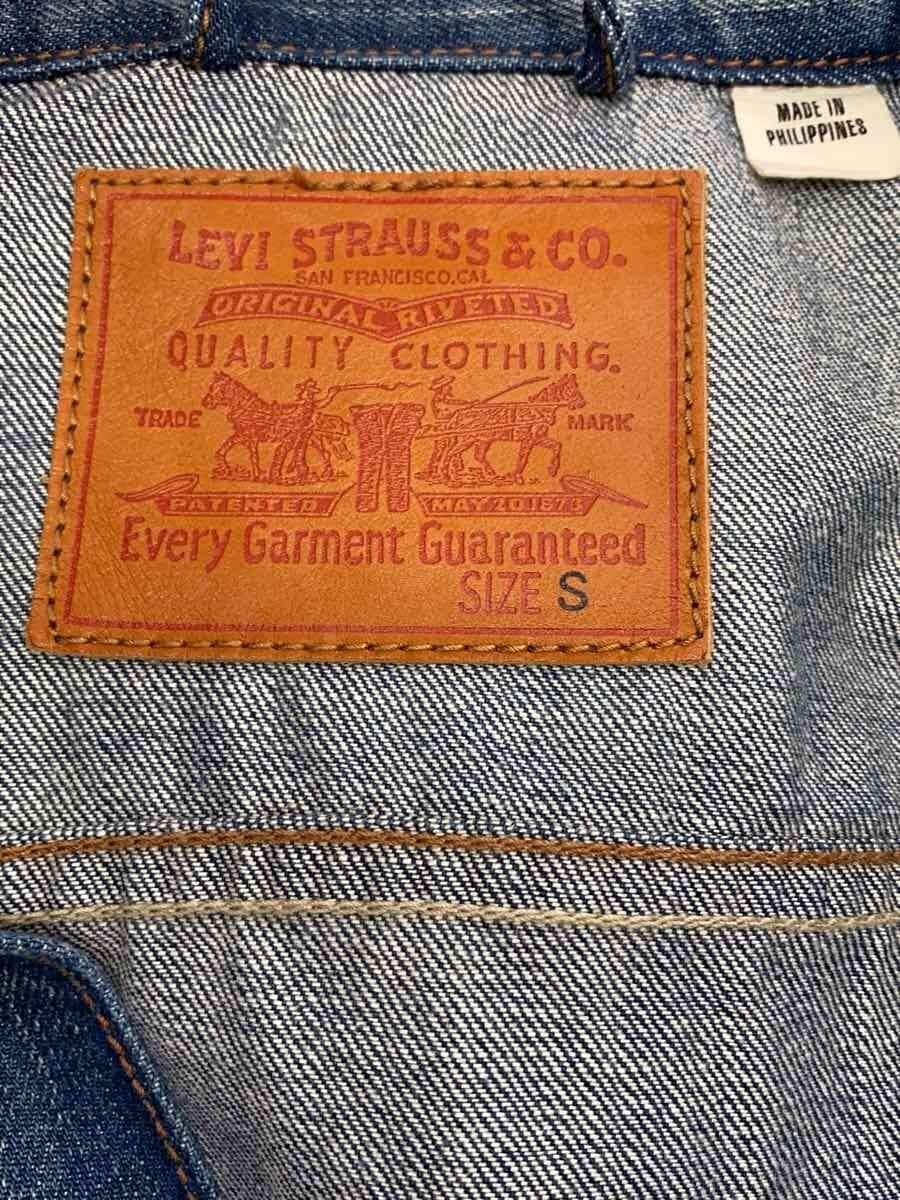 MADE IN
PHILIPPINES
LEVI STRAUSS & CO.
SAN FRANCISCO.CAL
ORIGINAL RIVETED
QUALITY CLOTHING.
TRADE MARK
PATENTED MAY 20 1873
Every Garment Guaranteed
SIZE S